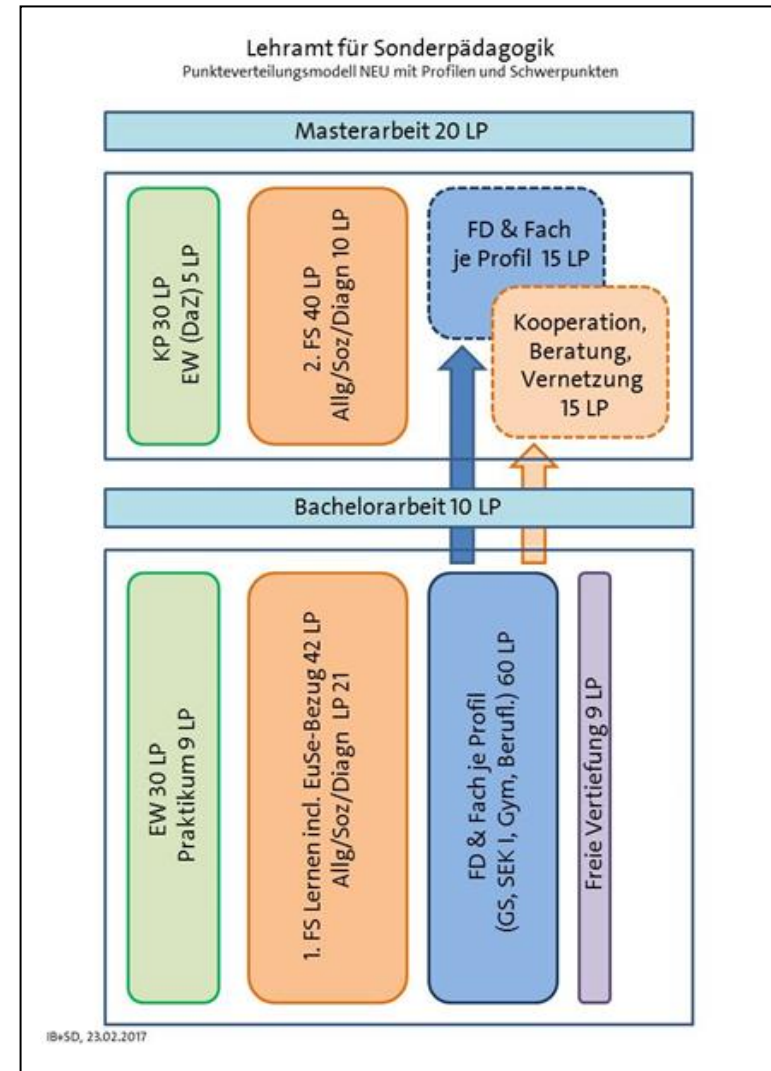 Lehramt für Sonderpädagogik
Punkteverteilungsmodell NEU mit Profilen und Schwerpunkten
Masterarbeit 20 LP
KP 30 LP
EW (DaZ) 5 LP
2. FS 40 LP
Allg/Soz/Diagn 10 LP
FD & Fach
je Profil 15 LP
Kooperation,
Beratung,
Vernetzung
15 LP
Bachelorarbeit 10 LP
EW 30 LP
Praktikum 9 LP
1. FS Lernen incl. EuSe-Bezug 42 LP
Allg/Soz/Diagn LP 21
FD & Fach je Profil
(GS, SEK I, Gym, Berufl.) 60 LP
Freie Vertiefung 9 LP
IB+SD, 23.02.2017